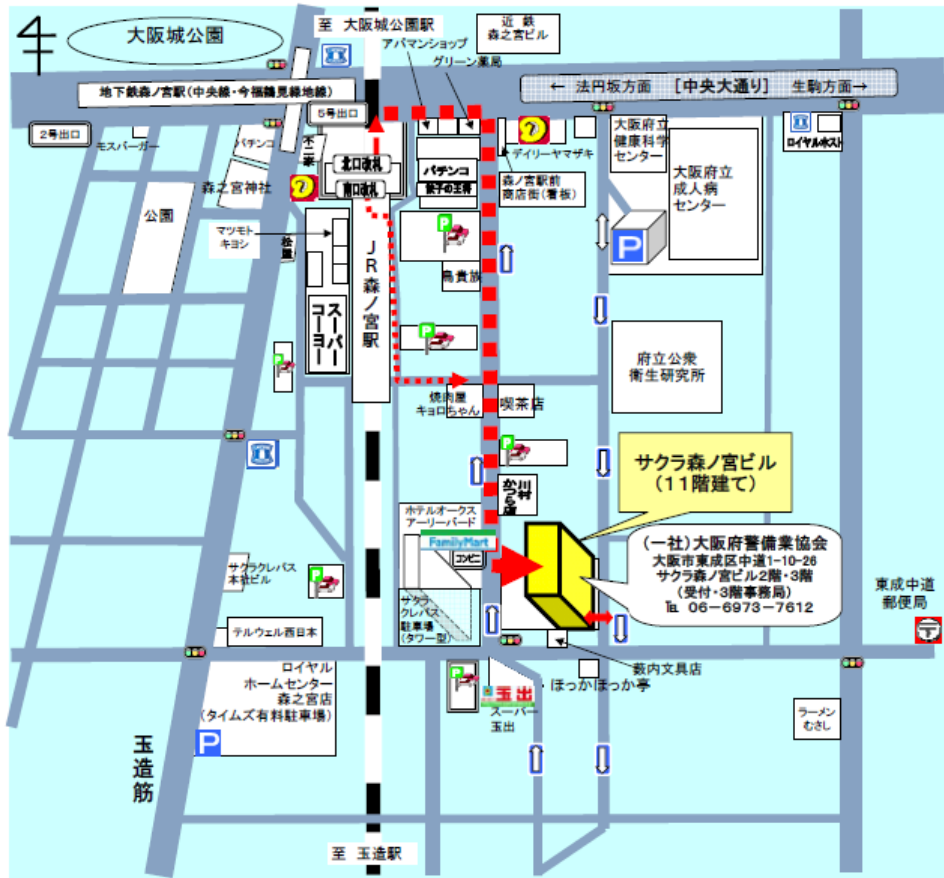 大阪城公園
至 大阪城公園駅
アパマンショップ
グリーン薬局
近 鉄
森之宮ビル
地下鉄森ノ宮駅(中央線・今福鶴見緑地線)
← 法円坂方面 [中央大通り] 生駒方面→
2号出口
5号出口
モスバーガー
パチンコ
不二家
北口改札
南口改札
パチンコ
餃子の王将
デイリーヤマザキ
森ノ宮駅前
商店街(看板)
大阪府立
健康科学
センター
大阪府立
成人病
センター
ロイヤルホスト
森之宮神社
公園
マツモト
キヨシ
松屋
JR森ノ宮駅
鳥貴族
スーパー
コーヨー
府立公衆
衛生研究所
焼肉屋
キョロちゃん
喫茶店
川村
かつら店
サクラ森ノ宮ビル
(11階建て)
ホテルオークス
アーリーバード
FamilyMart
コンビニ
(一社)大阪府警備業協会
大阪市東成区中道1-10-26
サクラ森ノ宮ビル2階・3階
(受付・3階事務局)
℡ 06-6973-7612
東成中道
郵便局
サクラクレパス
本社ビル
サクラ
クレパス
駐車場
(タワー型)
テルウェル西日本
藪内文具店
ロイヤル
ホームセンター
森之宮店
(タイムズ有料駐車場)
ほっかほっか亭
玉出
スーパー
玉出
ラーメン
むさし
玉造筋
至 玉造駅